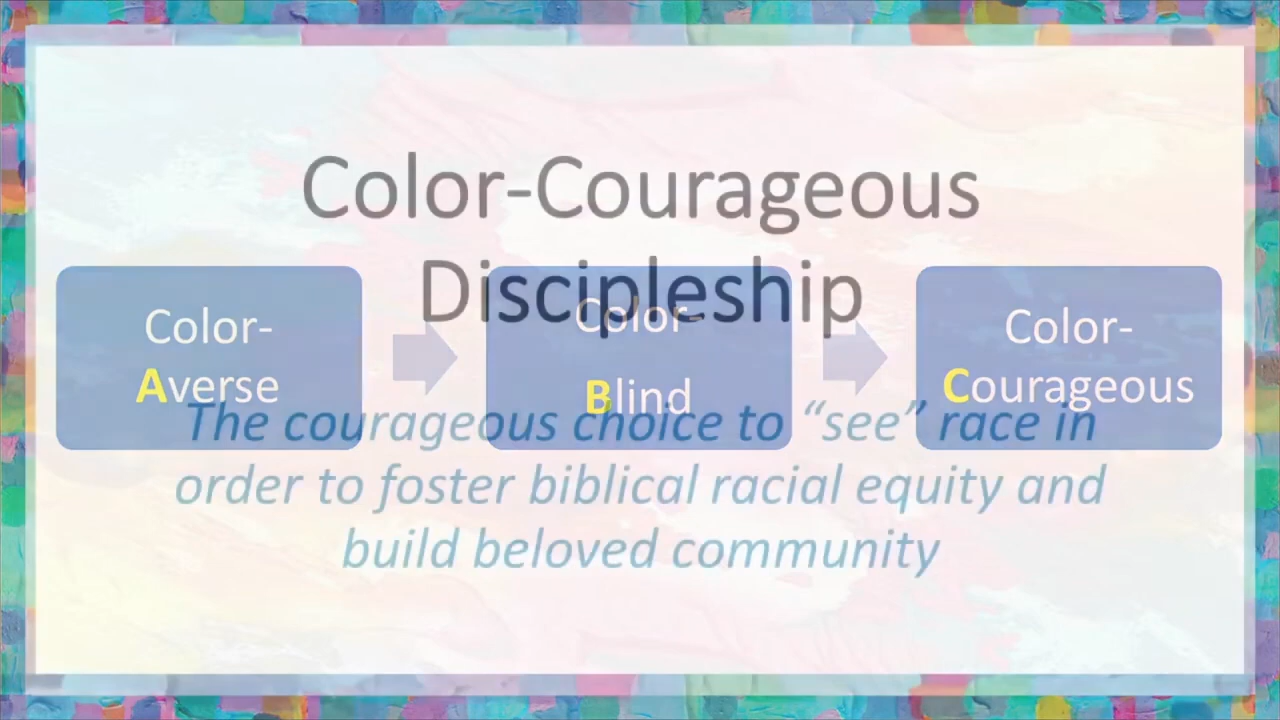 Color-Courageous
Discipleship
Color-
Averse
Color-
Blind
Color-
Courageous
The courageous choice to “see” race in
order to foster biblical racial equity and
build beloved community